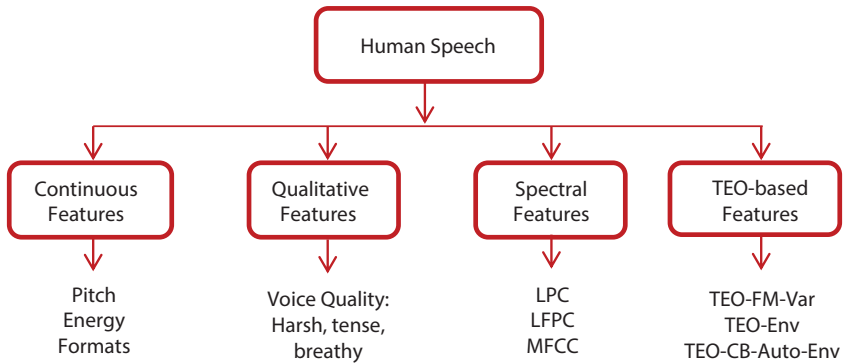 Human Speech
Continuous
Features
Qualitative
Features
Spectral
Features
TEO-based
Features
Pitch
Energy
Formats
Voice Quality:
Harsh, tense,
breathy
LPC
LFPC
MFCC
TEO-FM-Var
TEO-Env
TEO-CB-Auto-Env